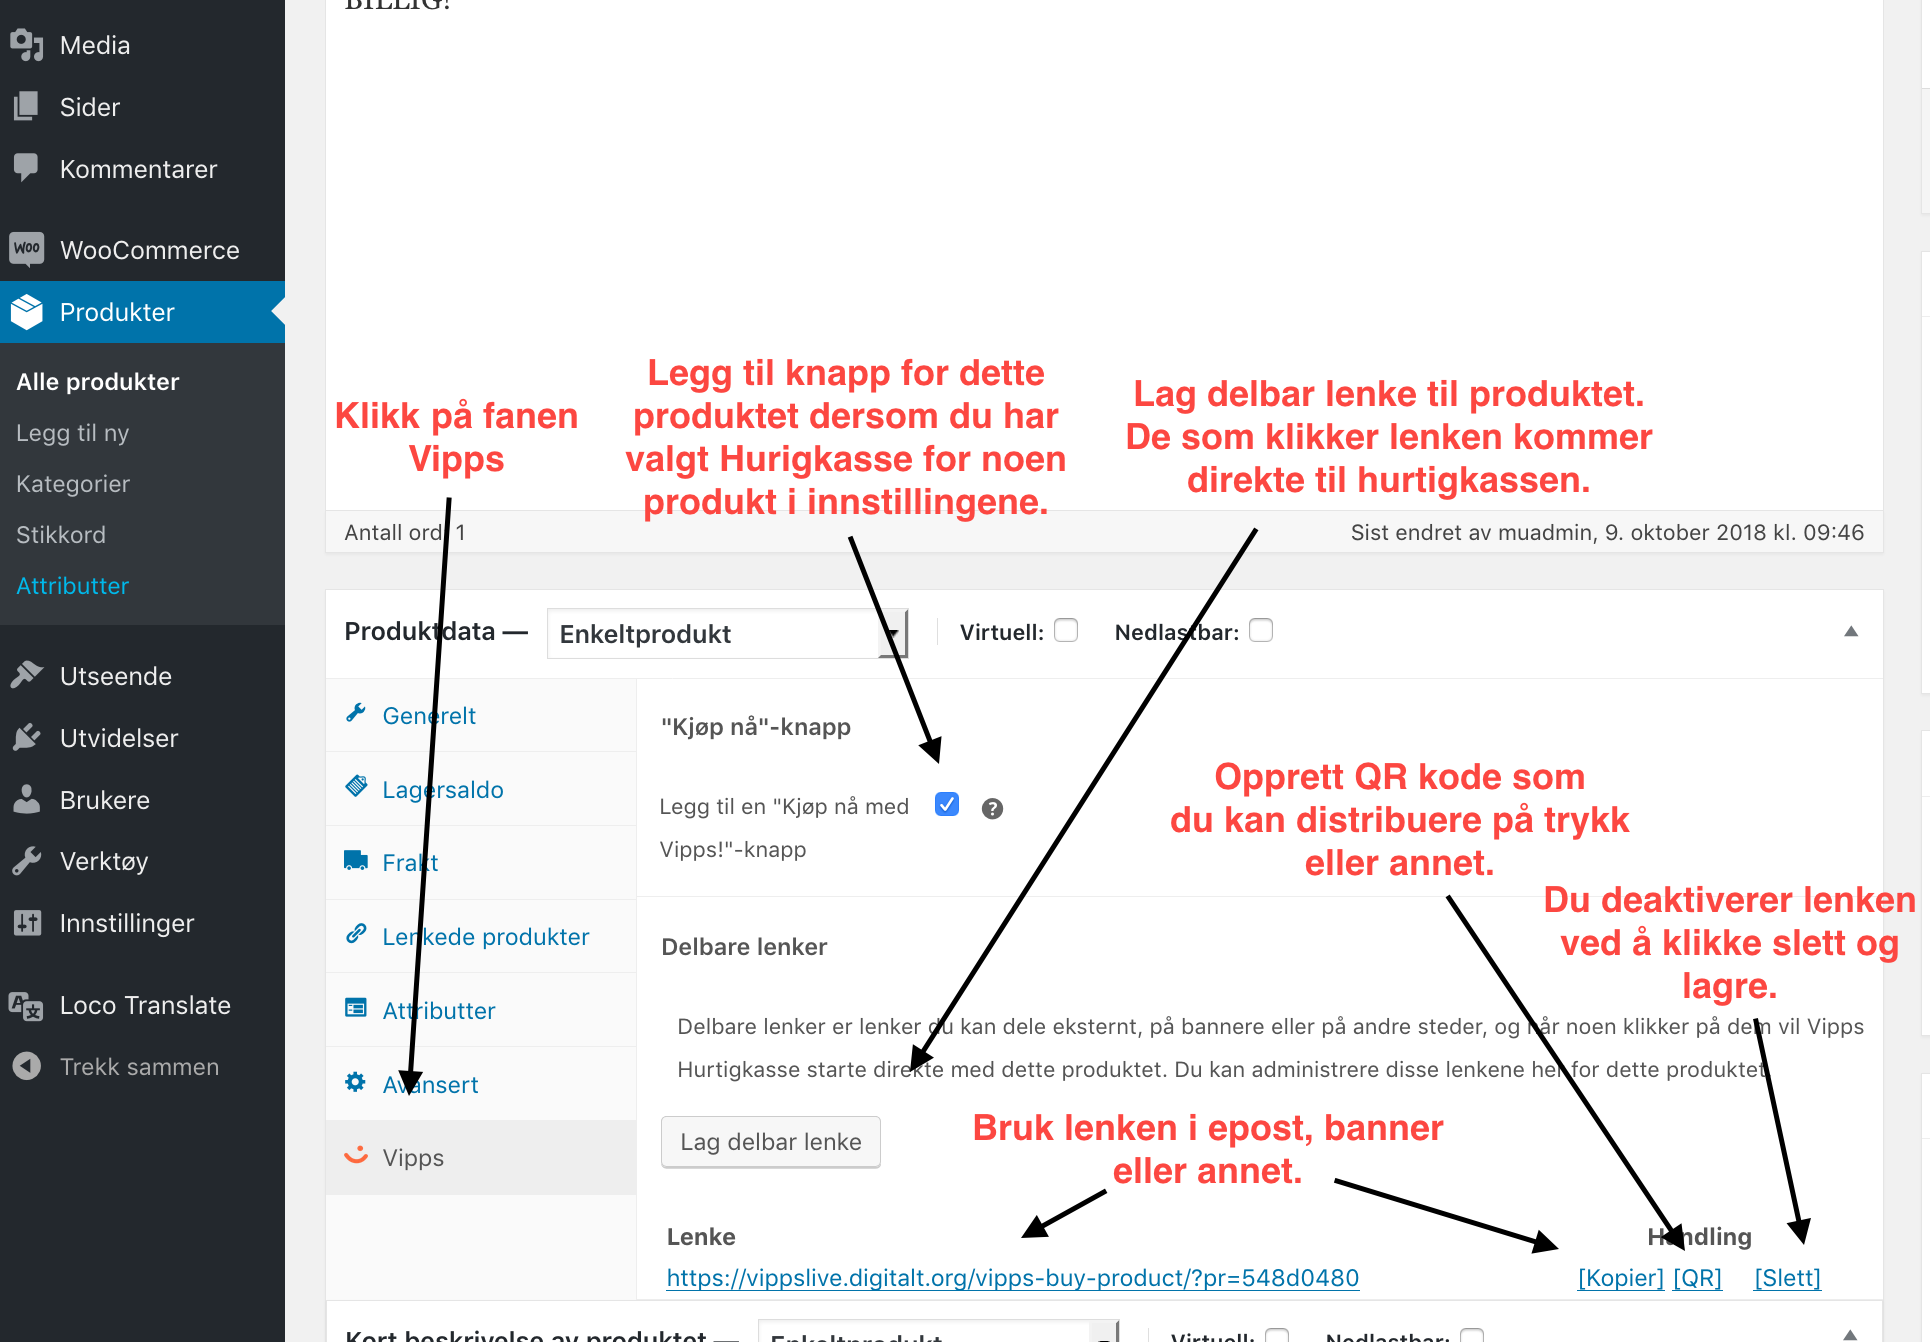 BILLIG!
Media
Sider
Kommentarer
WOO WooCommerce
Produkter
Alle produkter
Legg til ny
Kategorier
Stikkord
Attributter
Utseende
Utvidelser
Brukere
Verktøy
Innstillinger
Loco Translate
Trekk sammen
Klikk på fanen
Vipps
Legg til knapp for dette
produktet dersom du har
valgt Hurigkasse for noen
produkt i innstillingene.
Lag delbar lenke til produktet.
De som klikker lenken kommer
direkte til hurtigkassen.
Antall ord: 1
Sist endret av muadmin, 9. oktober 2018 kl. 09:46
Produktdata — Enkeltprodukt Virtuell: Nedlastbar:
Generelt
Lagersaldo
Frakt
Lenkede produkter
Attributter
Avansert
Vipps
"Kjøp nå"-knapp
Legg til en "Kjøp nå med
Vipps!"-knapp
Opprett QR kode som
du kan distribuere på trykk
eller annet.
Du deaktiverer lenken
ved å klikke slett og
lagre.
Delbare lenker
Delbare lenker er lenker du kan dele eksternt, på bannere eller på andre steder, og når noen klikker på dem vil Vipps
Hurtigkasse starte direkte med dette produktet. Du kan administrere disse lenkene her for dette produktet
Lag delbar lenke
Bruk lenken i epost, banner
eller annet.
Lenke Handling
https://vippslive.digitalt.org/vipps-buy-product/?pr=548d0480 [Kopier] [QR] [Slett]
Kort beskrivelse av produktet — Enkeltprodukt Virtuell: Nedlastbar: